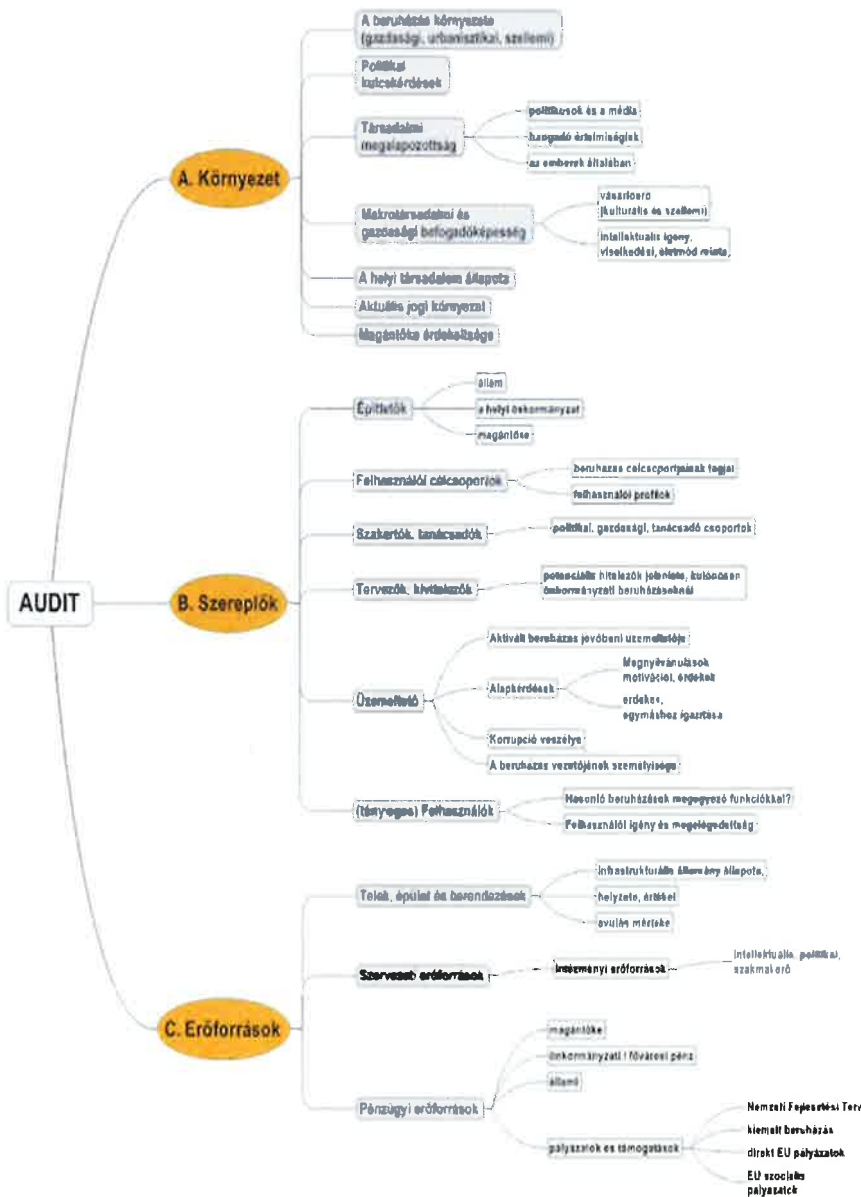 A beruházás környezete
(gazdasági, urbanisztikai, szellemi)
Politikai
kulcskérdések
Társadalmi
megalapozottság
politikusok és a média
hangadó értelmiségiek
az emberek általában
A. Környezet
Makrotársadalmi és
gazdasági befogadóképesség
vásárlóerő
(kulturális és szellemi)
intellektuális igény,
viselkedési, életmód minta,
A helyi társadalom állapota
Aktuális jogi környezet
Magántőke érdekeltsége
AUDIT
B. Szereplők
Építtetők
állam
a helyi önkormányzat
magántőke
Felhasználói célcsoportok
beruházás célcsoportjainak tagjai
felhasználói profilok
Szakértők, tanácsadók
politikai, gazdasági, tanácsadó csoportok
Tervezők, kivitelezők
potenciális hitelezők jelenléte, különösen
önkormányzati beruházásoknál
Üzemeltető
Aktivált beruházás jövőbeni üzemeltetője
Alapkérdések
Megnyilvánulások
motivációi, érdekek
érdekek,
egymáshoz igazítása
Korrupció veszélye
A beruházás vezetőjének személyisége
(tényleges) Felhasználók
Hasonló beruházások megegyező funkciókkal?
Felhasználói igény és megelégedettség
C. Erőforrások
Telek, épület és berendezések
infrastrukturális állomány állapota,
helyzete, értékei
avulás mértéke
Szervezeti erőforrások
Intézményi erőforrások
Intellektuális, politikai,
szakmai erő
Pénzügyi erőforrások
magántőke
önkormányzati / fővárosi pénz
állami
pályázatok és támogatások
Nemzeti Fejlesztési Terv
kiemelt beruházás
direkt EU pályázatok
EU szociális
pályázatok